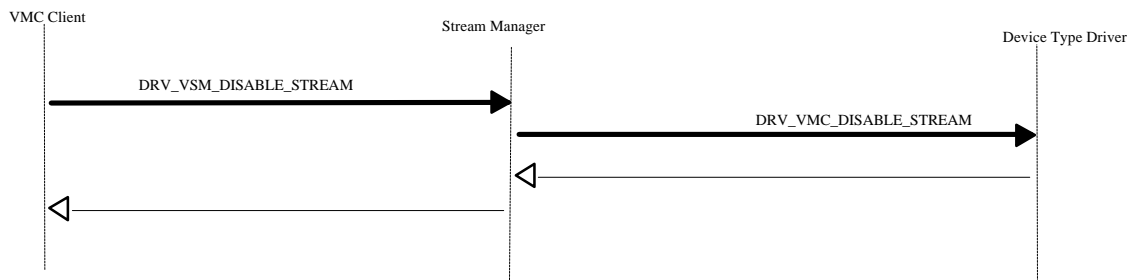 VMC Client
Stream Manager
Device Type Driver
DRV_VSM_DISABLE_STREAM
DRV_VMC_DISABLE_STREAM